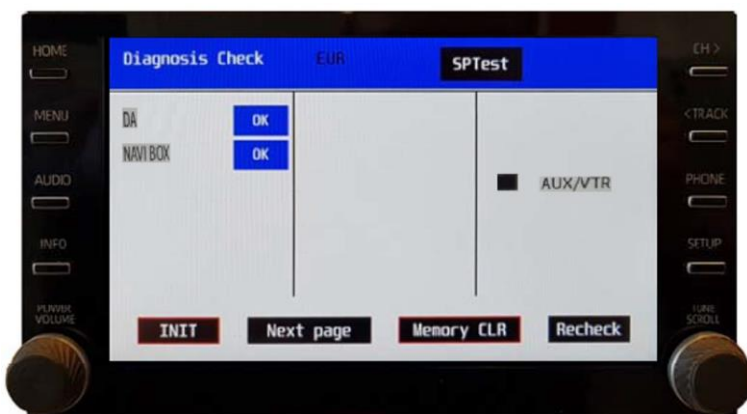 HOME
MENU
AUDIO
INFO
POWER
VOLUME
Diagnosis Check EUR SPTest
DA OK
NAVI BOX OK
AUX/VTR
INIT Next page Memory CLR Recheck
CH >
< TRACK
PHONE
SETUP
TUNE
SCROLL